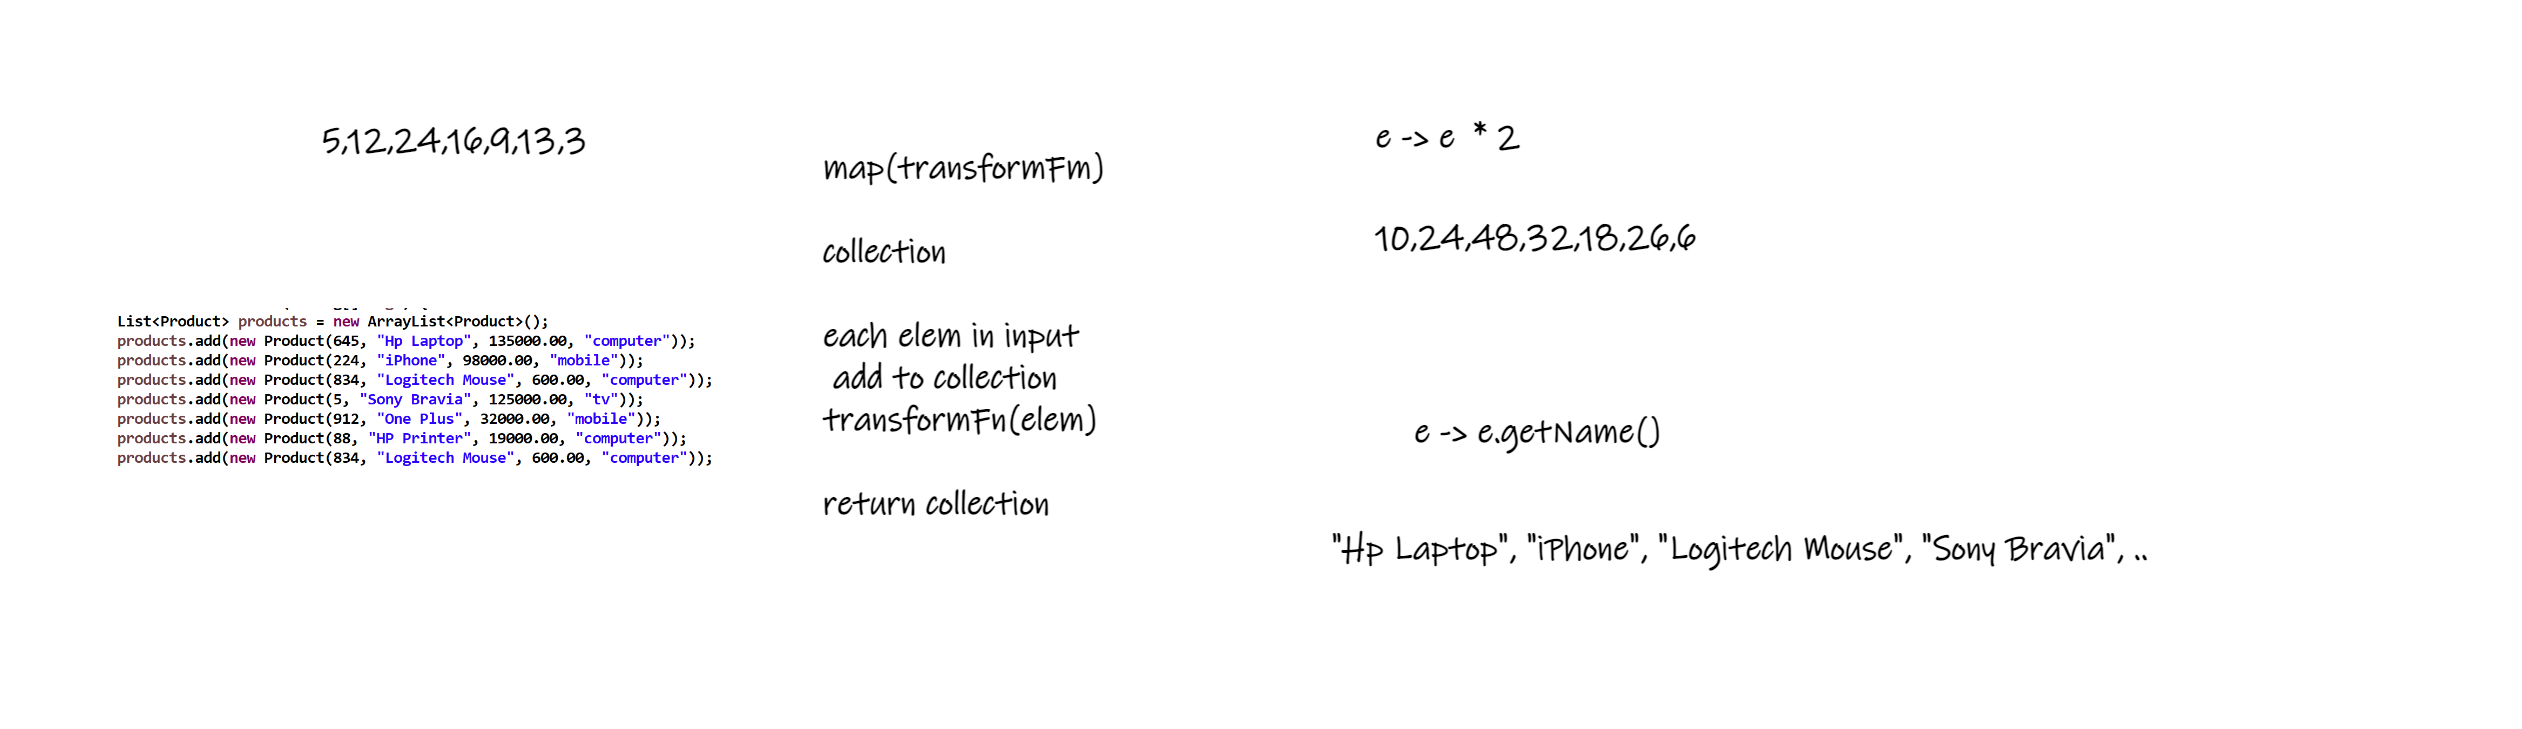 5,12,24,16,9,13,3
List<Product> products = new ArrayList<Product>();
products.add(new Product(645, "Hp Laptop", 135000.00, "computer"));
products.add(new Product(224, "iPhone", 98000.00, "mobile"));
products.add(new Product(834, "Logitech Mouse", 600.00, "computer"));
products.add(new Product(5, "Sony Bravia", 125000.00, "tv"));
products.add(new Product(912, "One Plus", 32000.00, "mobile"));
products.add(new Product(88, "HP Printer", 19000.00, "computer"));
products.add(new Product(834, "Logitech Mouse", 600.00, "computer"));
map(transformFm)
collection
each elem in input
add to collection
transformFn(elem)
return collection
e -> e * 2
10,24,48,32,18,26,6
e -> e.getName()
"Hp Laptop", "iPhone", "Logitech Mouse", "Sony Bravia", ..